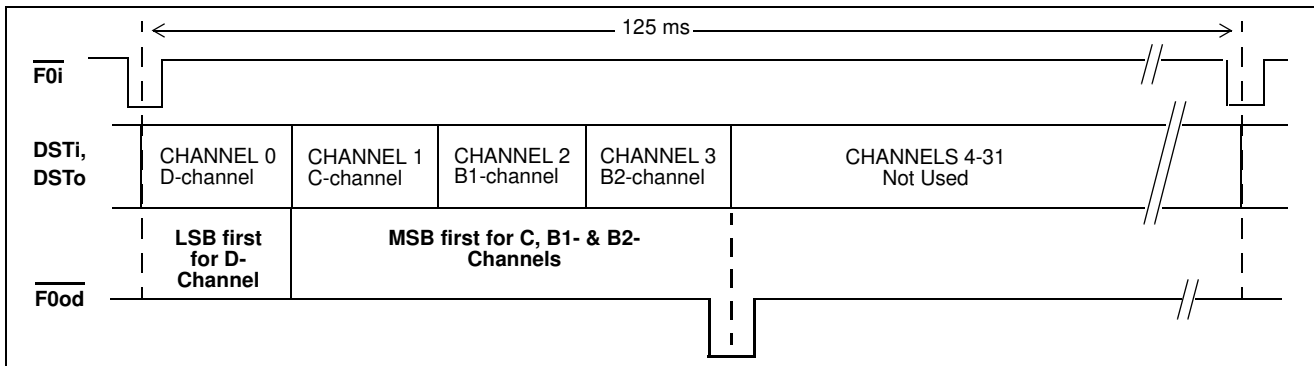 125 ms
F0i
DSTi,
DSTo
CHANNEL 0
D-channel
CHANNEL 1
C-channel
CHANNEL 2
B1-channel
CHANNEL 3
B2-channel
CHANNELS 4-31
Not Used
LSB first
for D-
Channel
MSB first for C, B1- & B2-
Channels
F0od